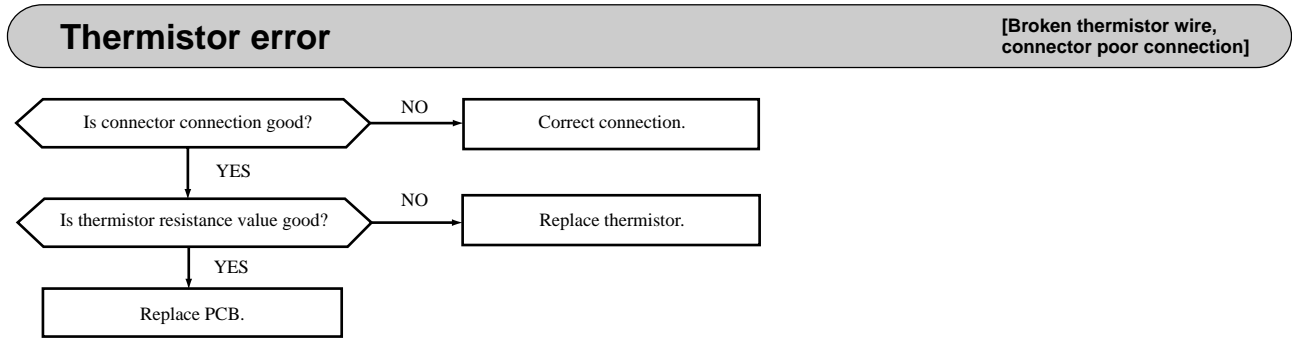 Thermistor error
[Broken thermistor wire,
connector poor connection]
Is connector connection good?
NO
Correct connection.
YES
Is thermistor resistance value good?
NO
Replace thermistor.
YES
Replace PCB.